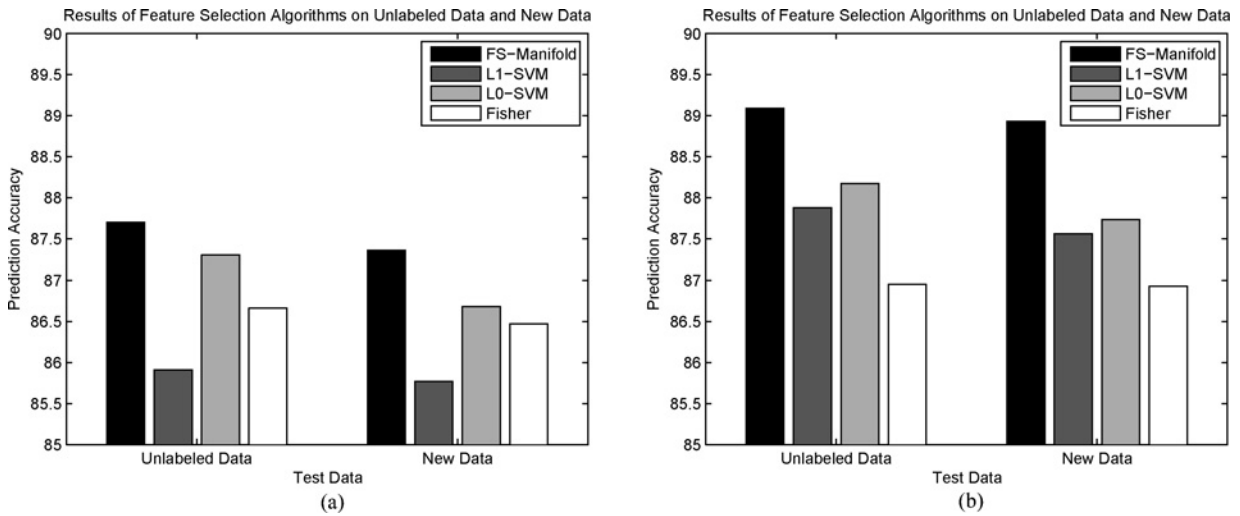 Results of Feature Selection Algorithms on Unlabeled Data and New Data
90
89.5
89
88.5
88
87.5
87
86.5
86
85.5
85
Prediction Accuracy
FS-Manifold
L1-SVM
L0-SVM
Fisher
Unlabeled Data
New Data
Test Data
(a)
Results of Feature Selection Algorithms on Unlabeled Data and New Data
90
89.5
89
88.5
88
87.5
87
86.5
86
85.5
85
Prediction Accuracy
FS-Manifold
L1-SVM
L0-SVM
Fisher
Unlabeled Data
New Data
Test Data
(b)